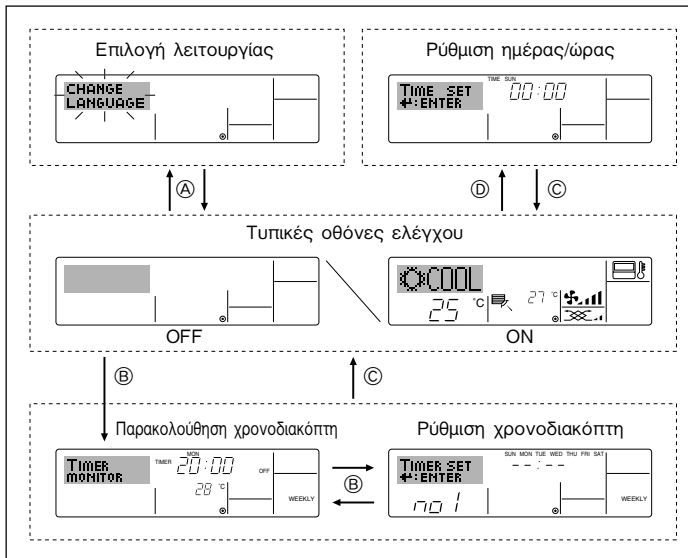 Επιλογή λειτουργίας
CHANGE
LANGUAGE
Ρύθμιση ημέρας/ώρας
TIME SUN
TIME SET
↵:ENTER
00:00
Ⓐ
Ⓓ
Ⓒ
Τυπικές οθόνες ελέγχου
OFF
COOL
25 °C
27 °C
ON
Ⓑ
Ⓒ
Παρακολούθηση χρονοδιακόπτη
TIMER
MONITOR
MON
TIMER 20:00 OFF
28 °C
WEEKLY
Ⓑ
Ρύθμιση χρονοδιακόπτη
SUN MON TUE WED THU FRI SAT
TIMER SET
↵:ENTER
--:--
no 1
WEEKLY